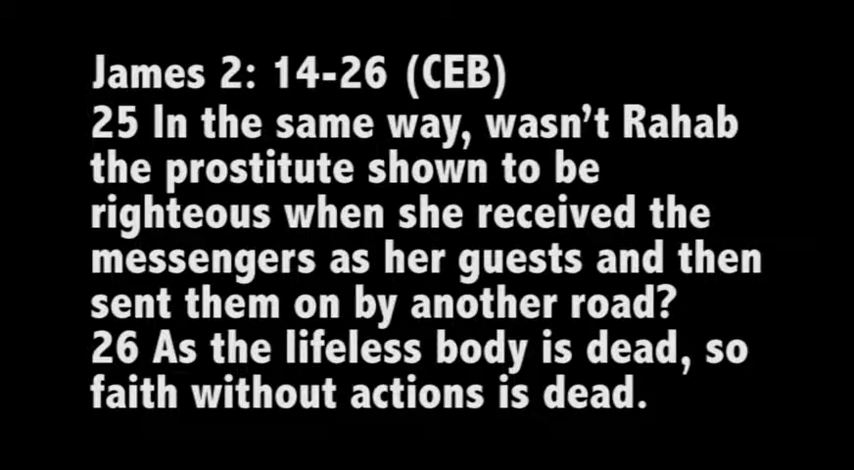 James 2: 14-26 (CEB)
25 In the same way, wasn't Rahab
the prostitute shown to be
righteous when she received the
messengers as her guests and then
sent them on by another road?
26 As the lifeless body is dead, so
faith without actions is dead.